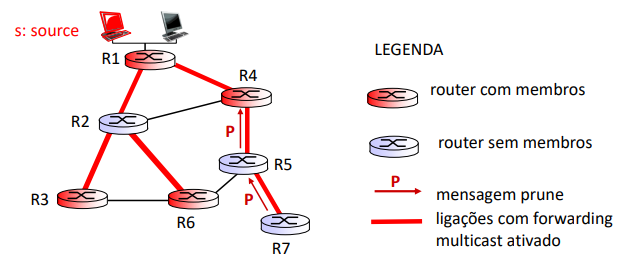 s: source
R1
R4
R2
P
R5
R3
R6
P
R7
LEGENDA
router com membros
router sem membros
P
mensagem prune
ligações com forwarding
multicast ativado